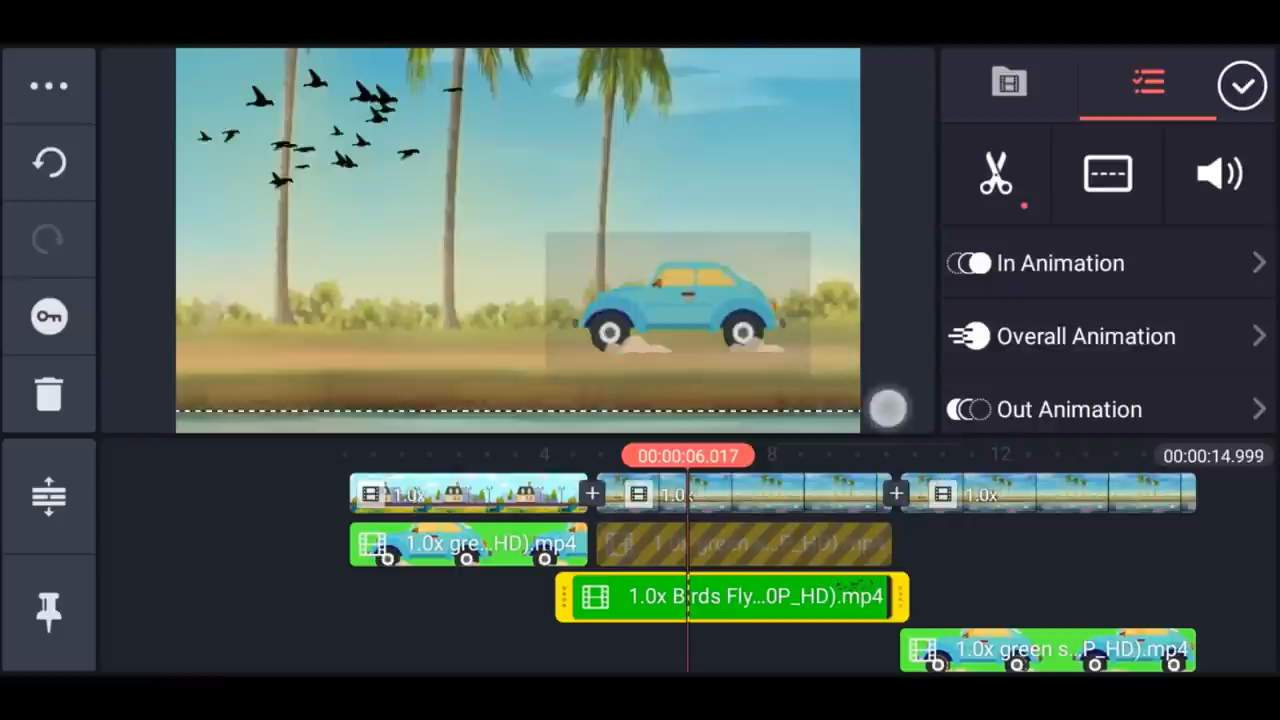 In Animation
Overall Animation
Out Animation
4
00:00:06.017
8
12
00:00:14.999
1.0x
1.0x
1.0x
1.0x gre...HD).mp4
1.0x Birds Fly...0P_HD).mp4
1.0x green s...P_HD).mp4